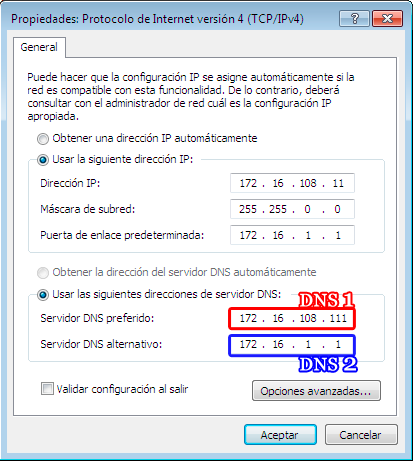 Propiedades: Protocolo de Internet versión 4 (TCP/IPv4)
General
Puede hacer que la configuración IP se asigne automáticamente si la
red es compatible con esta funcionalidad. De lo contrario, deberá
consultar con el administrador de red cuál es la configuración IP
apropiada.
Obtener una dirección IP automáticamente
Usar la siguiente dirección IP:
Dirección IP: 172 . 16 . 108 . 11
Máscara de subred: 255 . 255 . 0 . 0
Puerta de enlace predeterminada: 172 . 16 . 1 . 1
Obtener la dirección del servidor DNS automáticamente
Usar las siguientes direcciones de servidor DNS:
DNS 1
Servidor DNS preferido: 172 . 16 . 108 . 111
Servidor DNS alternativo: 172 . 16 . 1 . 1
DNS 2
Validar configuración al salir
Opciones avanzadas...
Aceptar
Cancelar